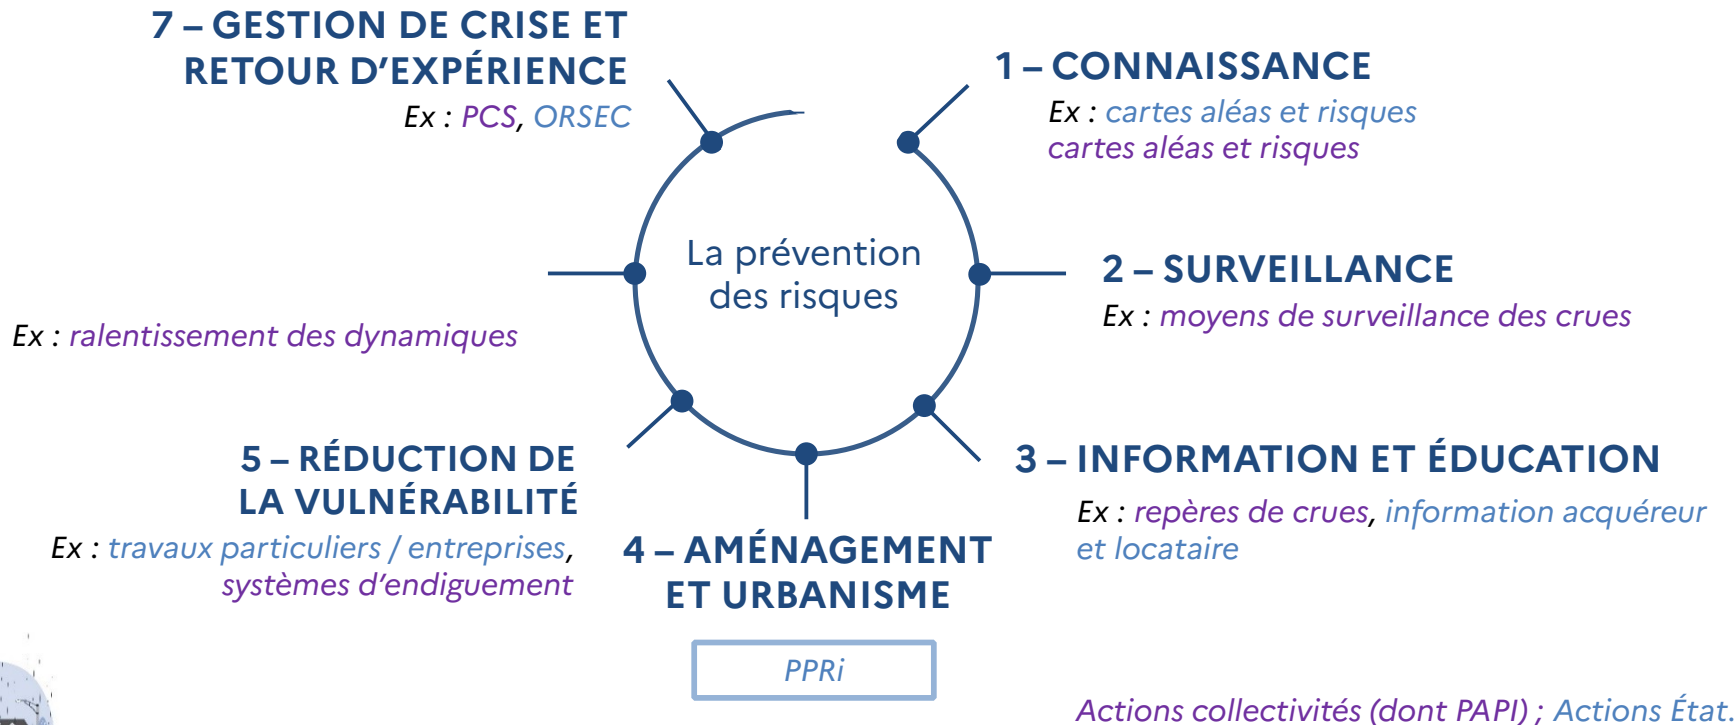 7 – GESTION DE CRISE ET
RETOUR D’EXPÉRIENCE
Ex : PCS, ORSEC
1 – CONNAISSANCE
Ex : cartes aléas et risques
cartes aléas et risques
La prévention
des risques
2 – SURVEILLANCE
Ex : moyens de surveillance des crues
Ex : ralentissement des dynamiques
5 – RÉDUCTION DE
LA VULNÉRABILITÉ
Ex : travaux particuliers / entreprises,
systèmes d’endiguement
3 – INFORMATION ET ÉDUCATION
Ex : repères de crues, information acquéreur
et locataire
4 – AMÉNAGEMENT
ET URBANISME
PPRi
Actions collectivités (dont PAPI) ; Actions État.